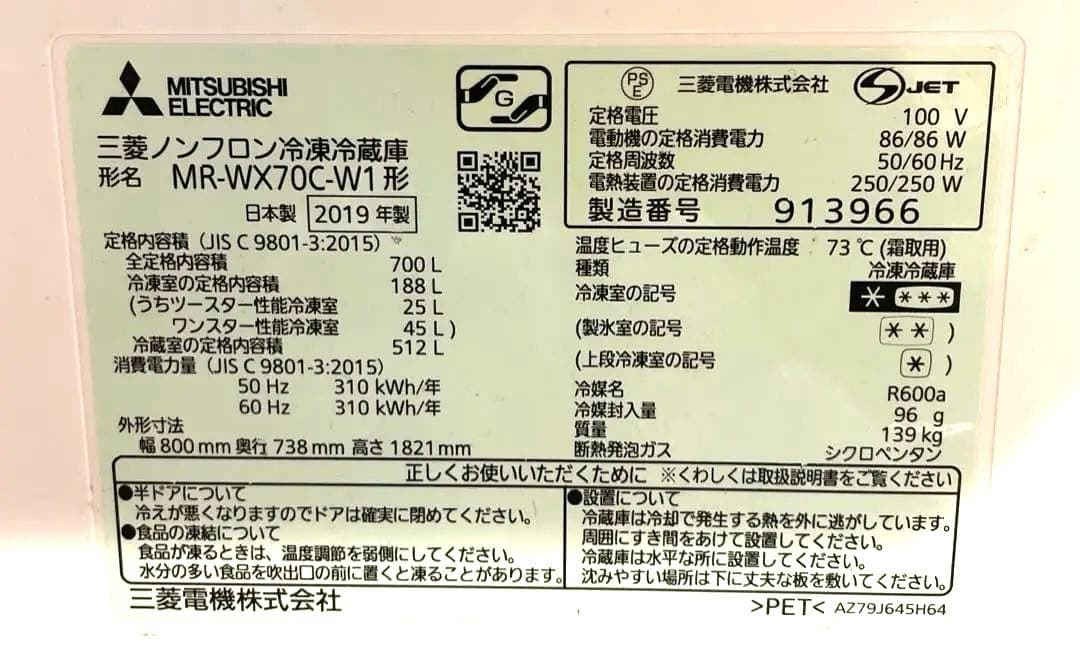 MITSUBISHI
ELECTRIC
G
三菱ノンフロン冷凍冷蔵庫
形名 MR-WX70C-W1形
日本製 2019年製
定格内容積 (JIS C 9801-3:2015)
全定格内容積 700 L
冷凍室の定格内容積 188 L
(うちツースター性能冷凍室 25 L
ワンスター性能冷凍室 45 L)
冷蔵室の定格内容積 512 L
消費電力量 (JIS C 9801-3:2015)
50 Hz 310 kWh/年
60 Hz 310 kWh/年
外形寸法
幅 800 mm 奥行 738 mm 高さ 1821 mm
PS
E 三菱電機株式会社 S JET
定格電圧 100 V
電動機の定格消費電力 86/86 W
定格周波数 50/60 Hz
電熱装置の定格消費電力 250/250 W
製造番号 913966
温度ヒューズの定格動作温度 73 ℃ (霜取用)
種類 冷凍冷蔵庫
冷凍室の記号 * ***
(製氷室の記号 ** )
(上段冷凍室の記号 * )
冷媒名 R600a
冷媒封入量 96 g
質量 139 kg
断熱発泡ガス シクロペンタン
正しくお使いいただくために ※くわしくは取扱説明書をご覧ください
●半ドアについて
冷えが悪くなりますのでドアは確実に閉めてください。
●食品の凍結について
食品が凍るときは、温度調節を弱側にしてください。
水分の多い食品を吹出口の前に置くと凍ることがあります。
●設置について
冷蔵庫は冷却で発生する熱を外に逃がしています。
周囲にすき間をあけて設置してください。
冷蔵庫は水平な所に設置してください。
沈みやすい場所は下に丈夫な板を敷いてください。
三菱電機株式会社
>PET< AZ79J645H64